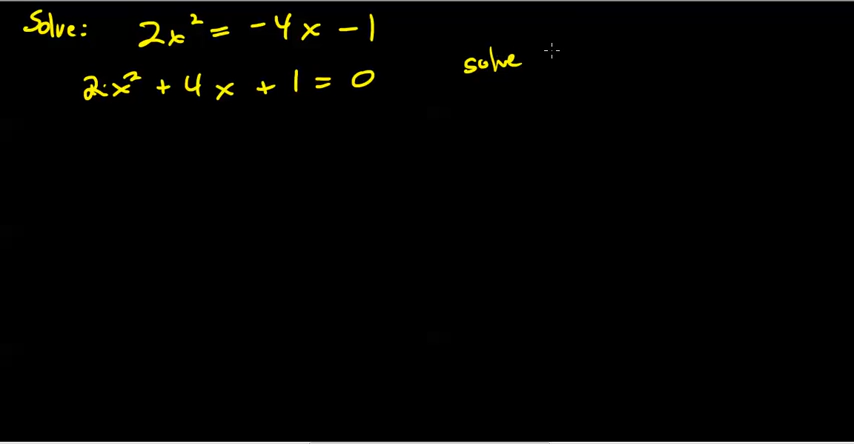 Solve: 2x² = -4x - 1
solve
2x² + 4x + 1 = 0